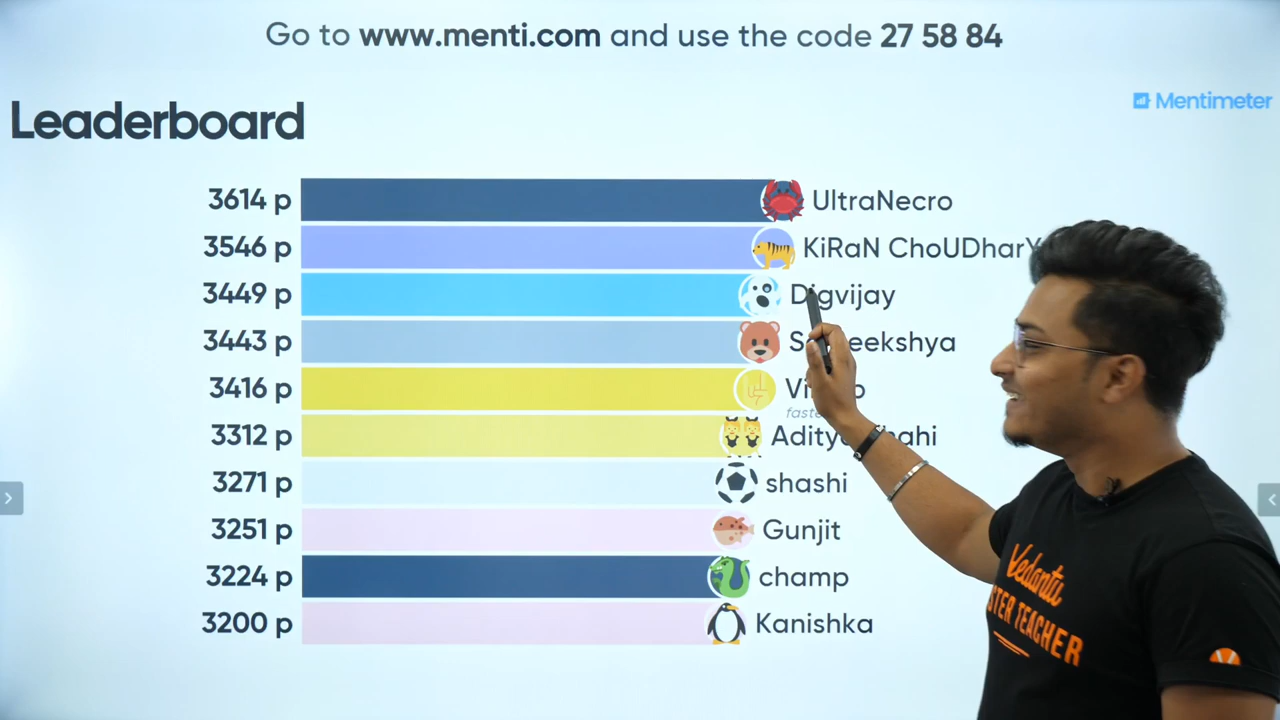 Go to www.menti.com and use the code 27 58 84
Mentimeter
Leaderboard
3614 p UltraNecro
3546 p KiRaN ChoUDharY
3449 p Digvijay
3443 p
3416 p
3312 p
3271 p shashi
3251 p Gunjit
3224 p champ
3200 p Kanishka
Vedantu
TEACHER